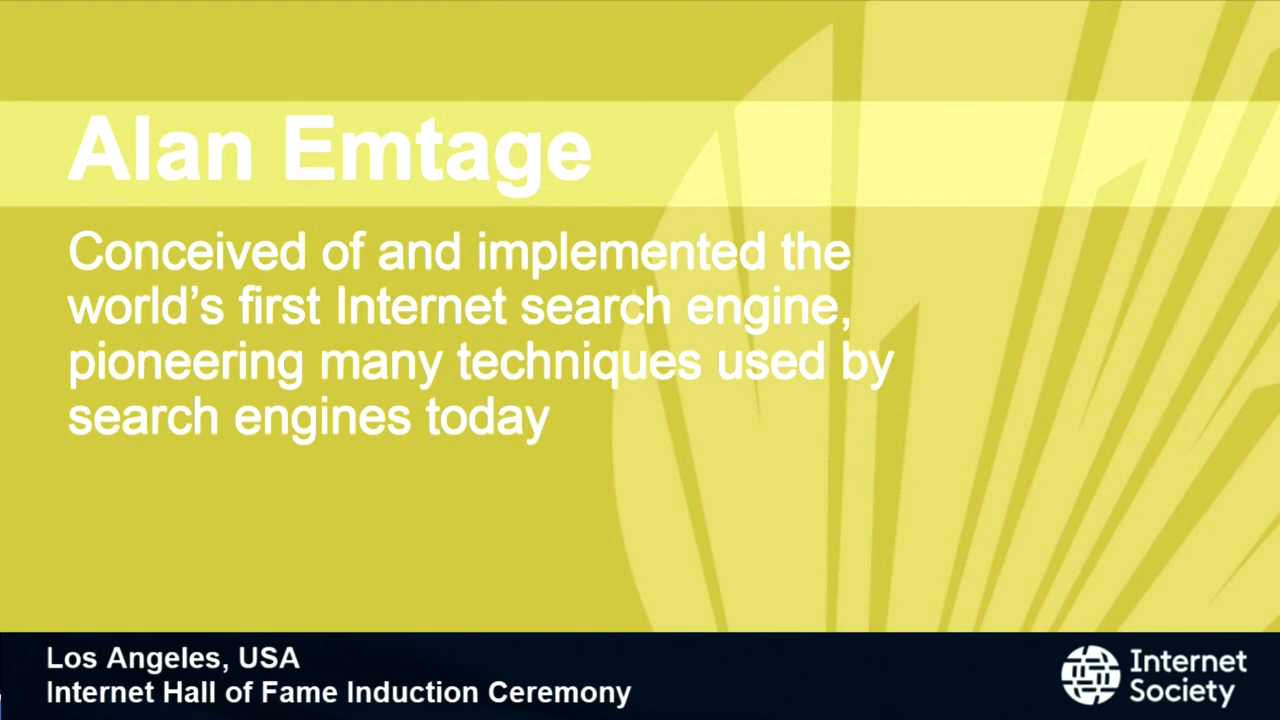 Alan Emtage
Conceived of and implemented the
world’s first Internet search engine,
pioneering many techniques used by
search engines today
Los Angeles, USA
Internet Hall of Fame Induction Ceremony
Internet
Society